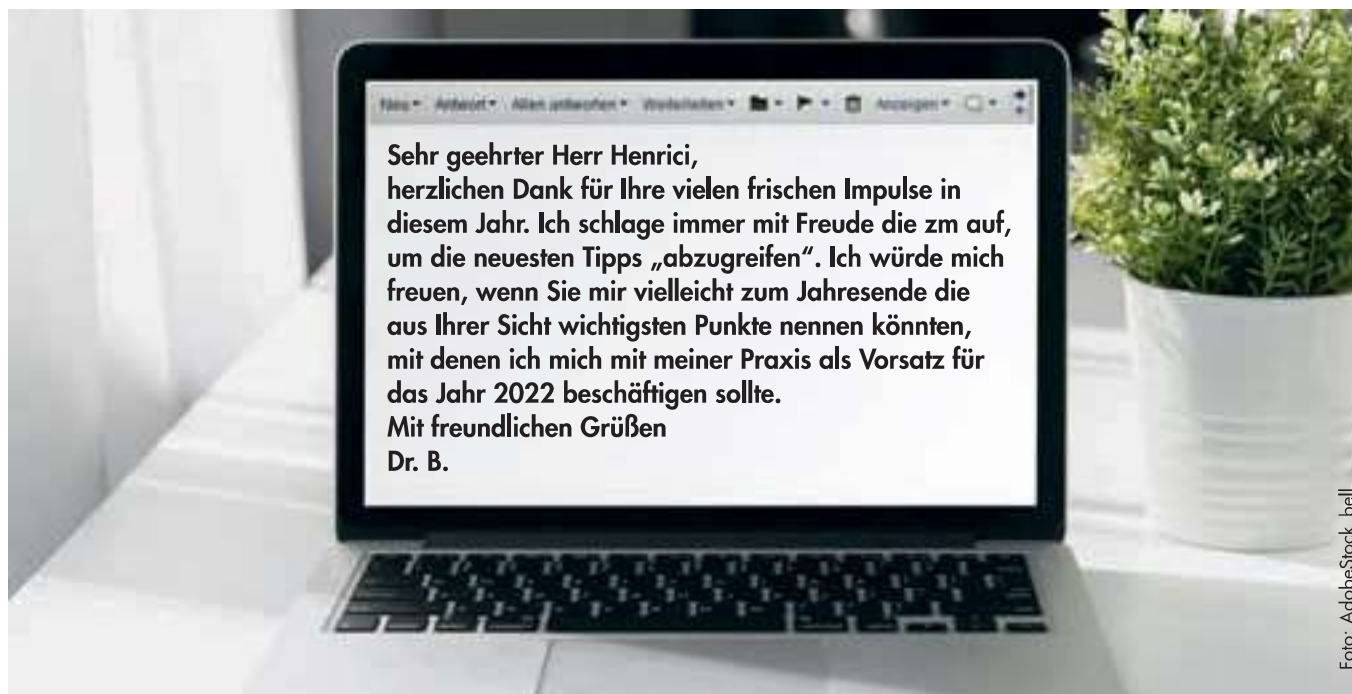 Neu Antwort Allen antworten Weiterleiten Anzeigen
Sehr geehrter Herr Henrici,
herzlichen Dank für Ihre vielen frischen Impulse in
diesem Jahr. Ich schlage immer mit Freude die zm auf,
um die neuesten Tipps „abzugreifen“. Ich würde mich
freuen, wenn Sie mir vielleicht zum Jahresende die
aus Ihrer Sicht wichtigsten Punkte nennen könnten,
mit denen ich mich mit meiner Praxis als Vorsatz für
das Jahr 2022 beschäftigen sollte.
Mit freundlichen Grüßen
Dr. B.
Foto: AdobeStock_bell